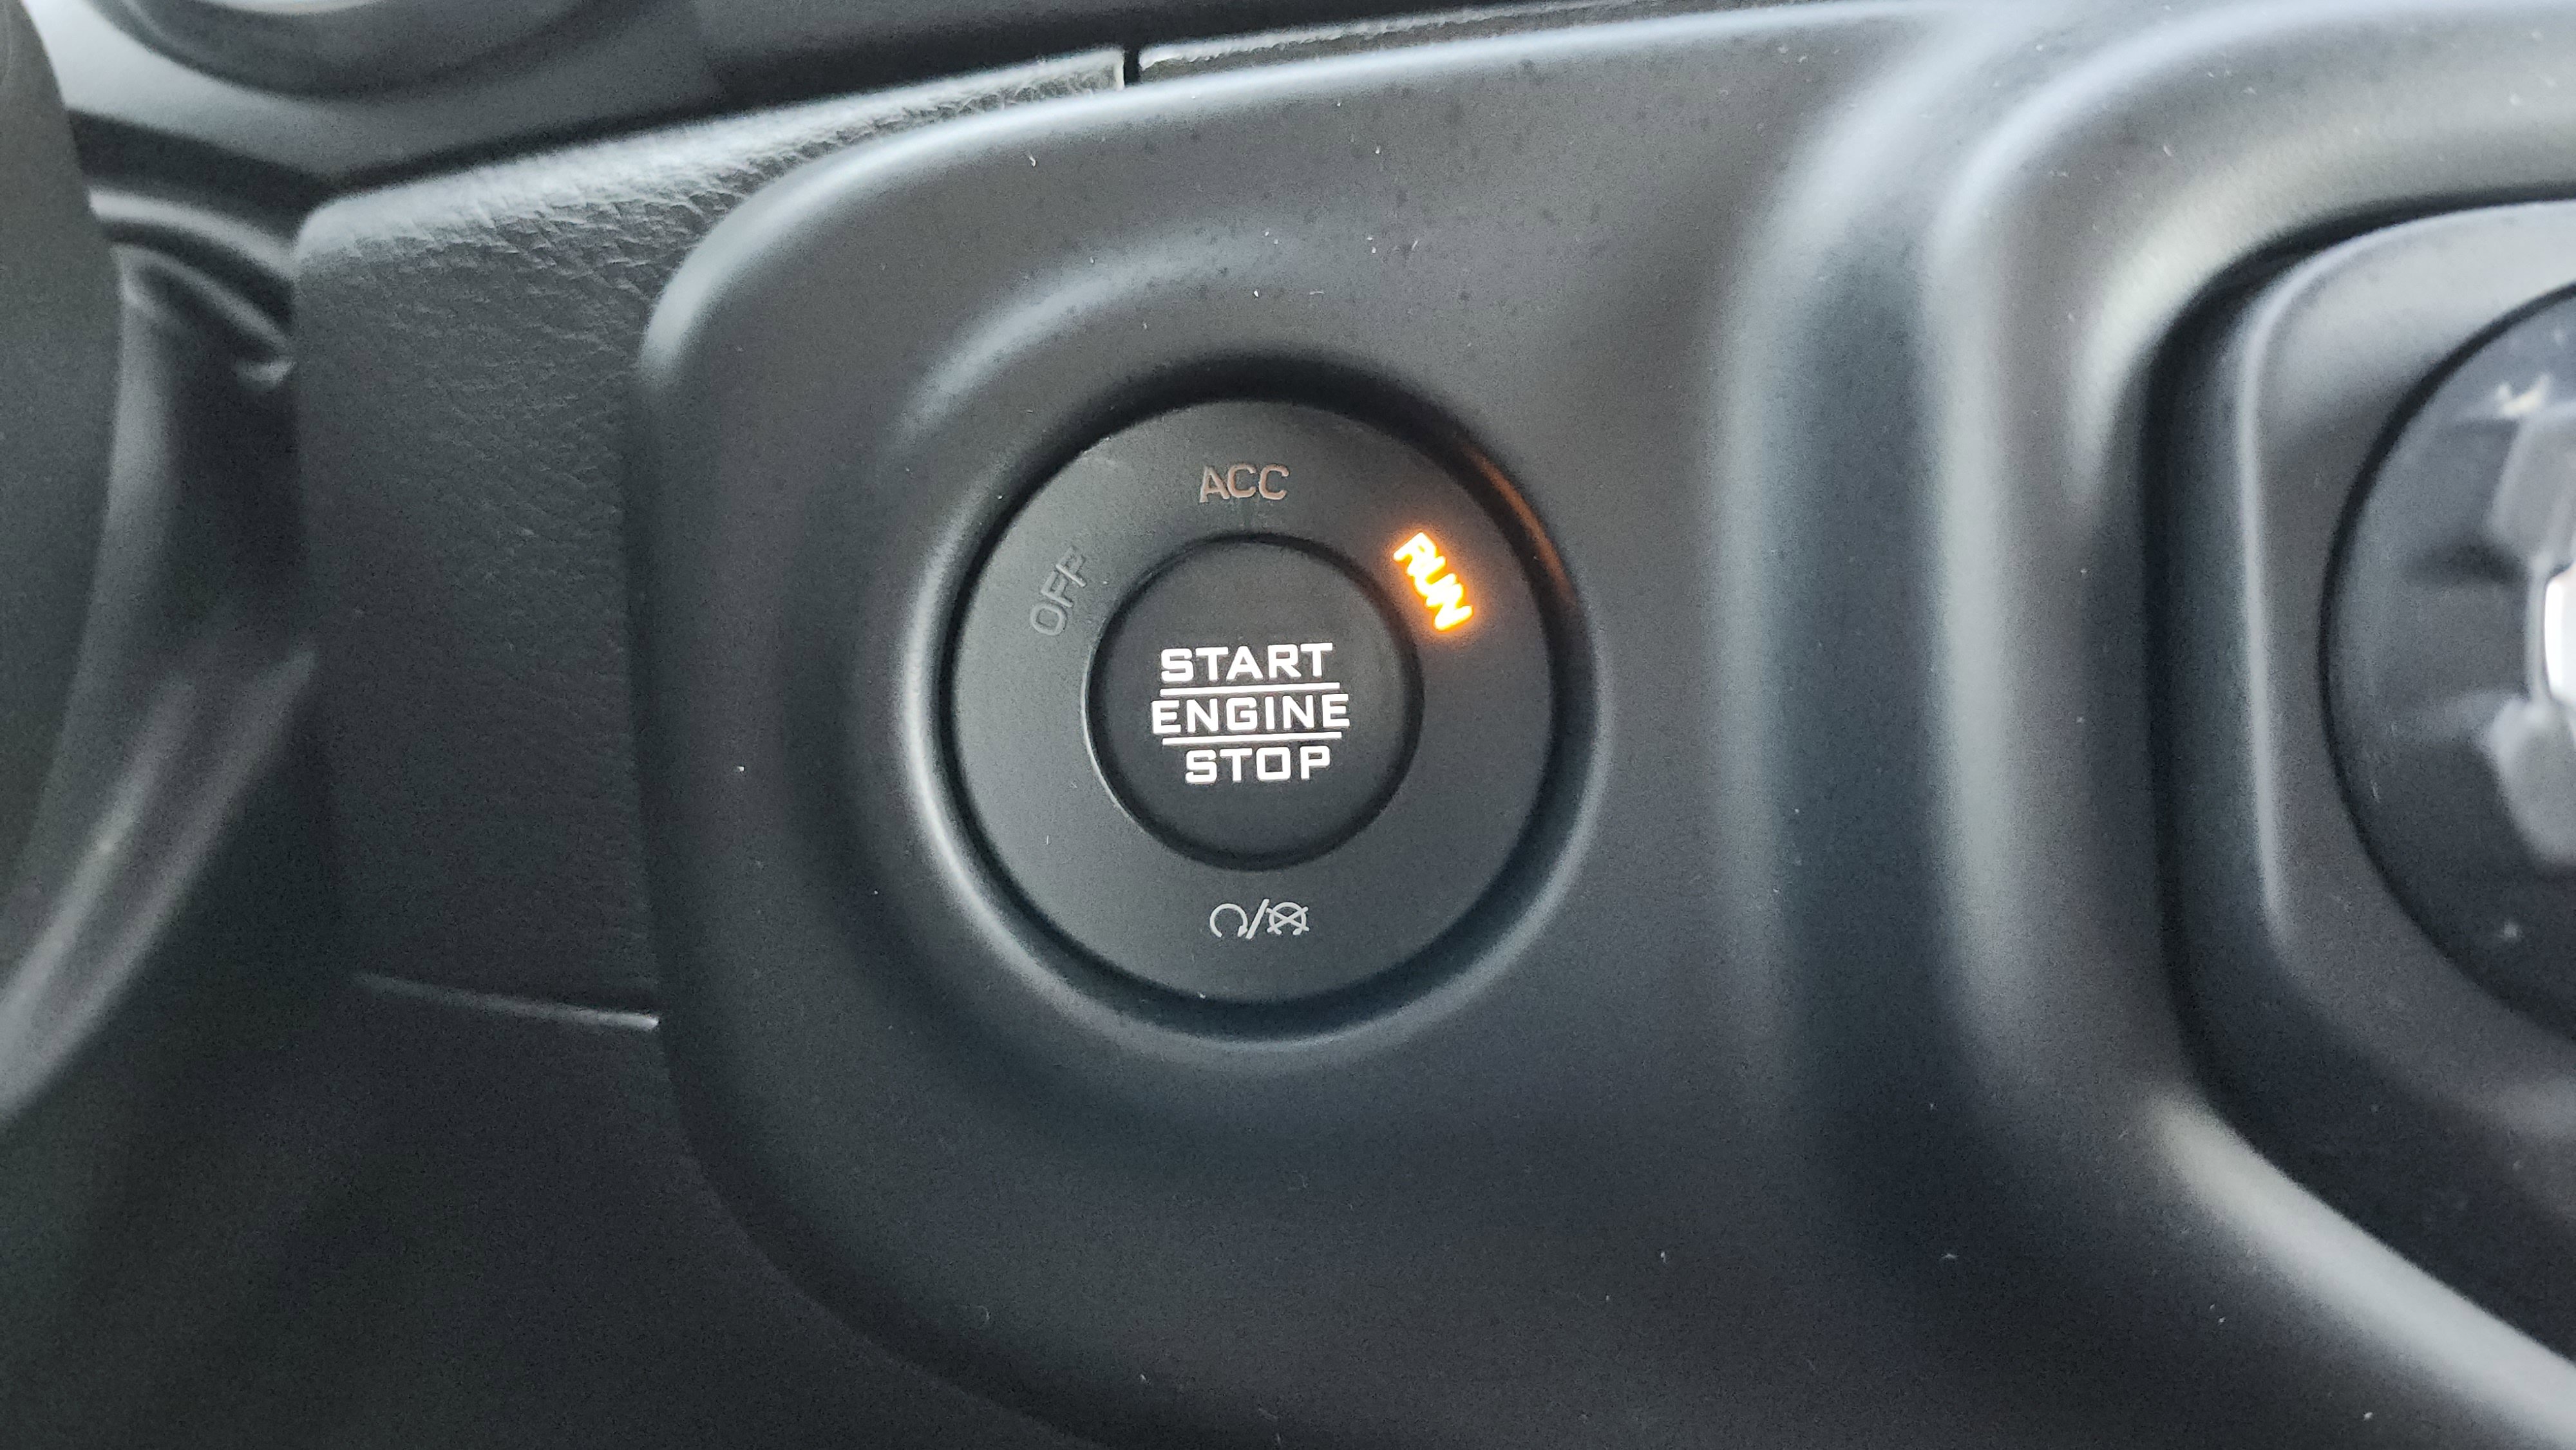 ACC
OFF
RUN
START
ENGINE
STOP